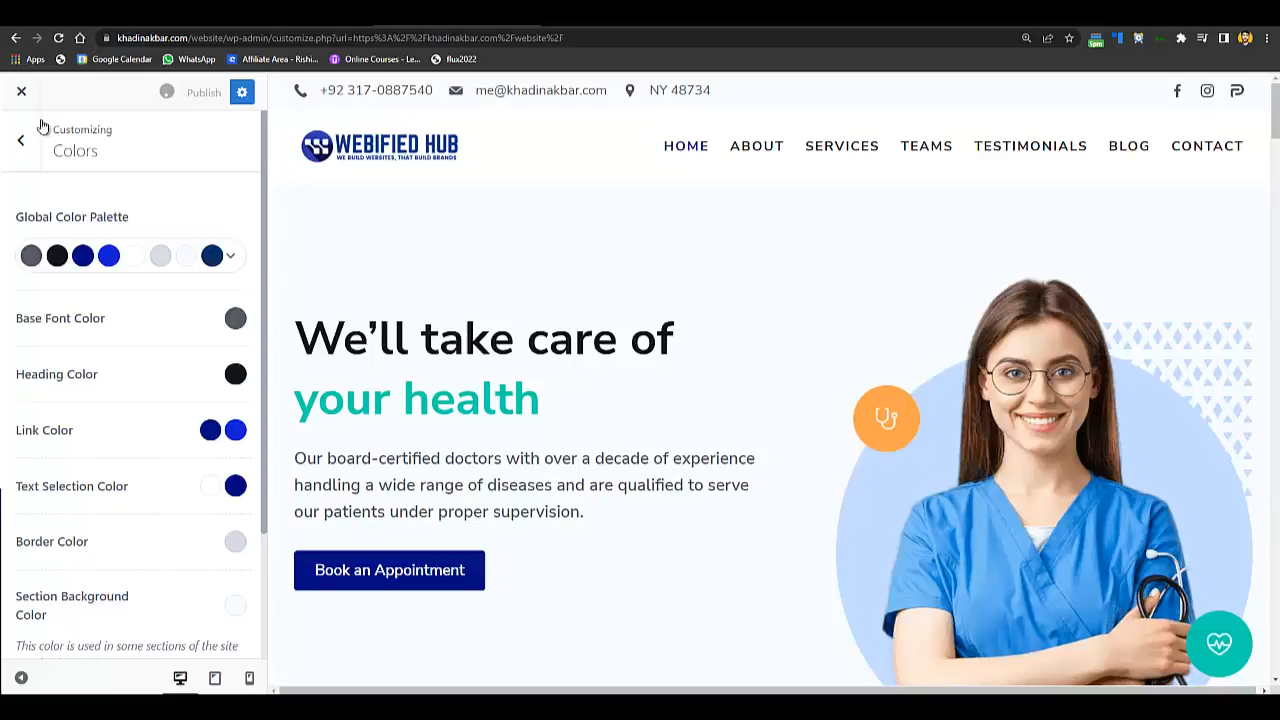 khadinakbar.com/website/wp-admin/customize.php?url=https%3A%2F%2Fkhadinakbar.com%2Fwebsite%2F
Apps
Google Calendar
WhatsApp
Affiliate Area - Rishi...
Online Courses - Le...
flux2022
5pm
Publish
Customizing
Colors
Global Color Palette
Base Font Color
Heading Color
Link Color
Text Selection Color
Border Color
Section Background
Color
This color is used in some sections of the site
+92 317-0887540
me@khadinakbar.com
NY 48734
WEBIFIED HUB
WE BUILD WEBSITES, THAT BUILD BRANDS
HOME
ABOUT
SERVICES
TEAMS
TESTIMONIALS
BLOG
CONTACT
We’ll take care of
your health
Our board-certified doctors with over a decade of experience
handling a wide range of diseases and are qualified to serve
our patients under proper supervision.
Book an Appointment